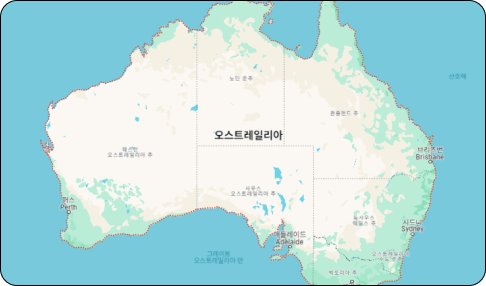 노던 준주
산호해
퀸즐랜드 주
오스트레일리아
브리즈번
Brisbane
웨스턴
오스트레일리아 주
사우스
오스트레일리아 주
퍼스
Perth
뉴사우스
웨일스 주
시드니
Sydney
애들레이드
Adelaide
그레이트
오스트레일리아 만
빅토리아 주